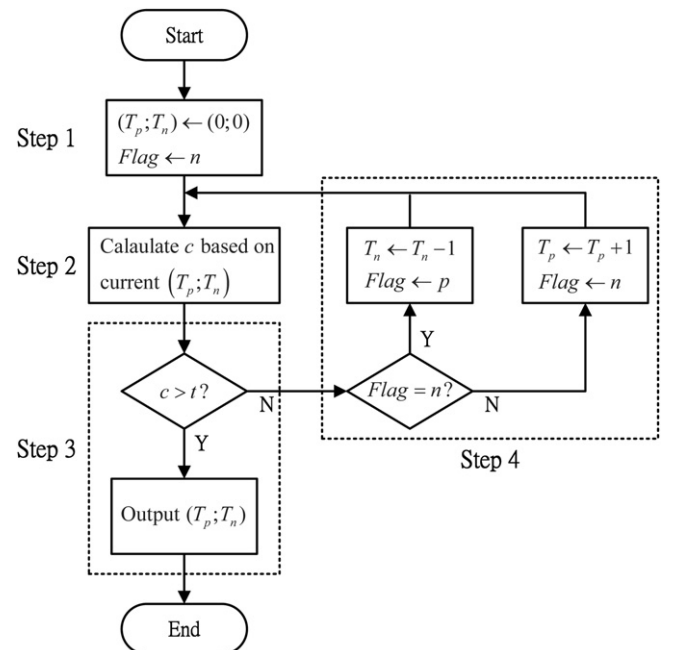 Start
Step 1
(T_p;T_n) ← (0;0)
Flag ← n
Step 2
Calaulate c based on
current (T_p;T_n)
T_n ← T_n − 1
Flag ← p
T_p ← T_p + 1
Flag ← n
Step 3
c > t?
N
Y
Flag = n?
Y
N
Step 4
Output (T_p;T_n)
End